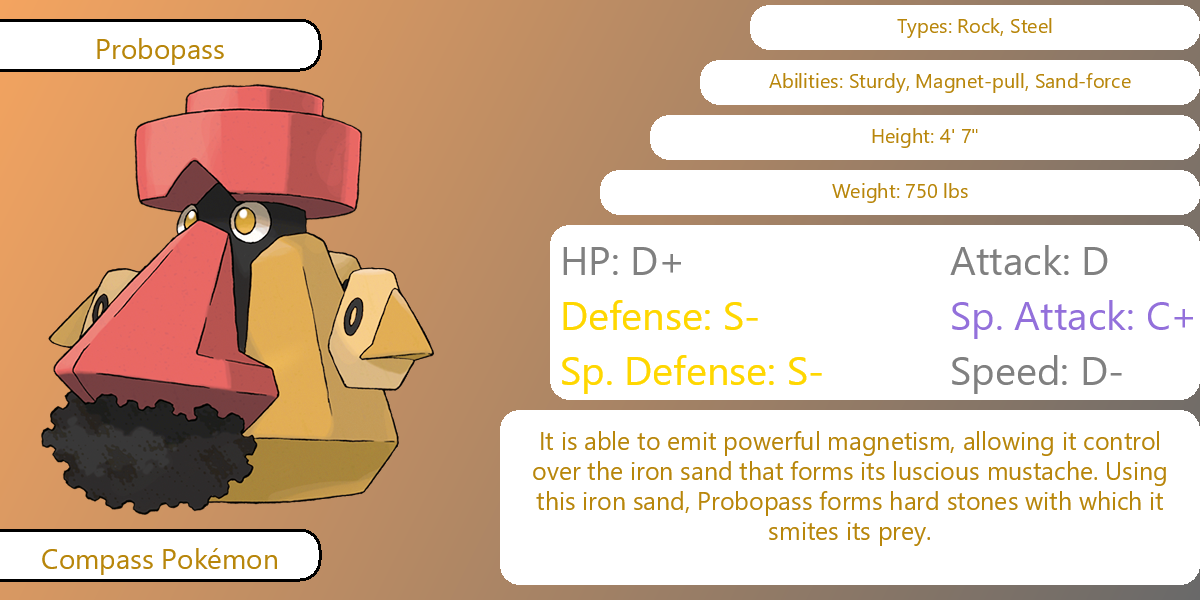 Probopass
Types: Rock, Steel
Abilities: Sturdy, Magnet-pull, Sand-force
Height: 4' 7"
Weight: 750 lbs
HP: D+
Attack: D
Defense: S-
Sp. Attack: C+
Sp. Defense: S-
Speed: D-
It is able to emit powerful magnetism, allowing it control
over the iron sand that forms its luscious mustache. Using
this iron sand, Probopass forms hard stones with which it
smites its prey.
Compass Pokémon